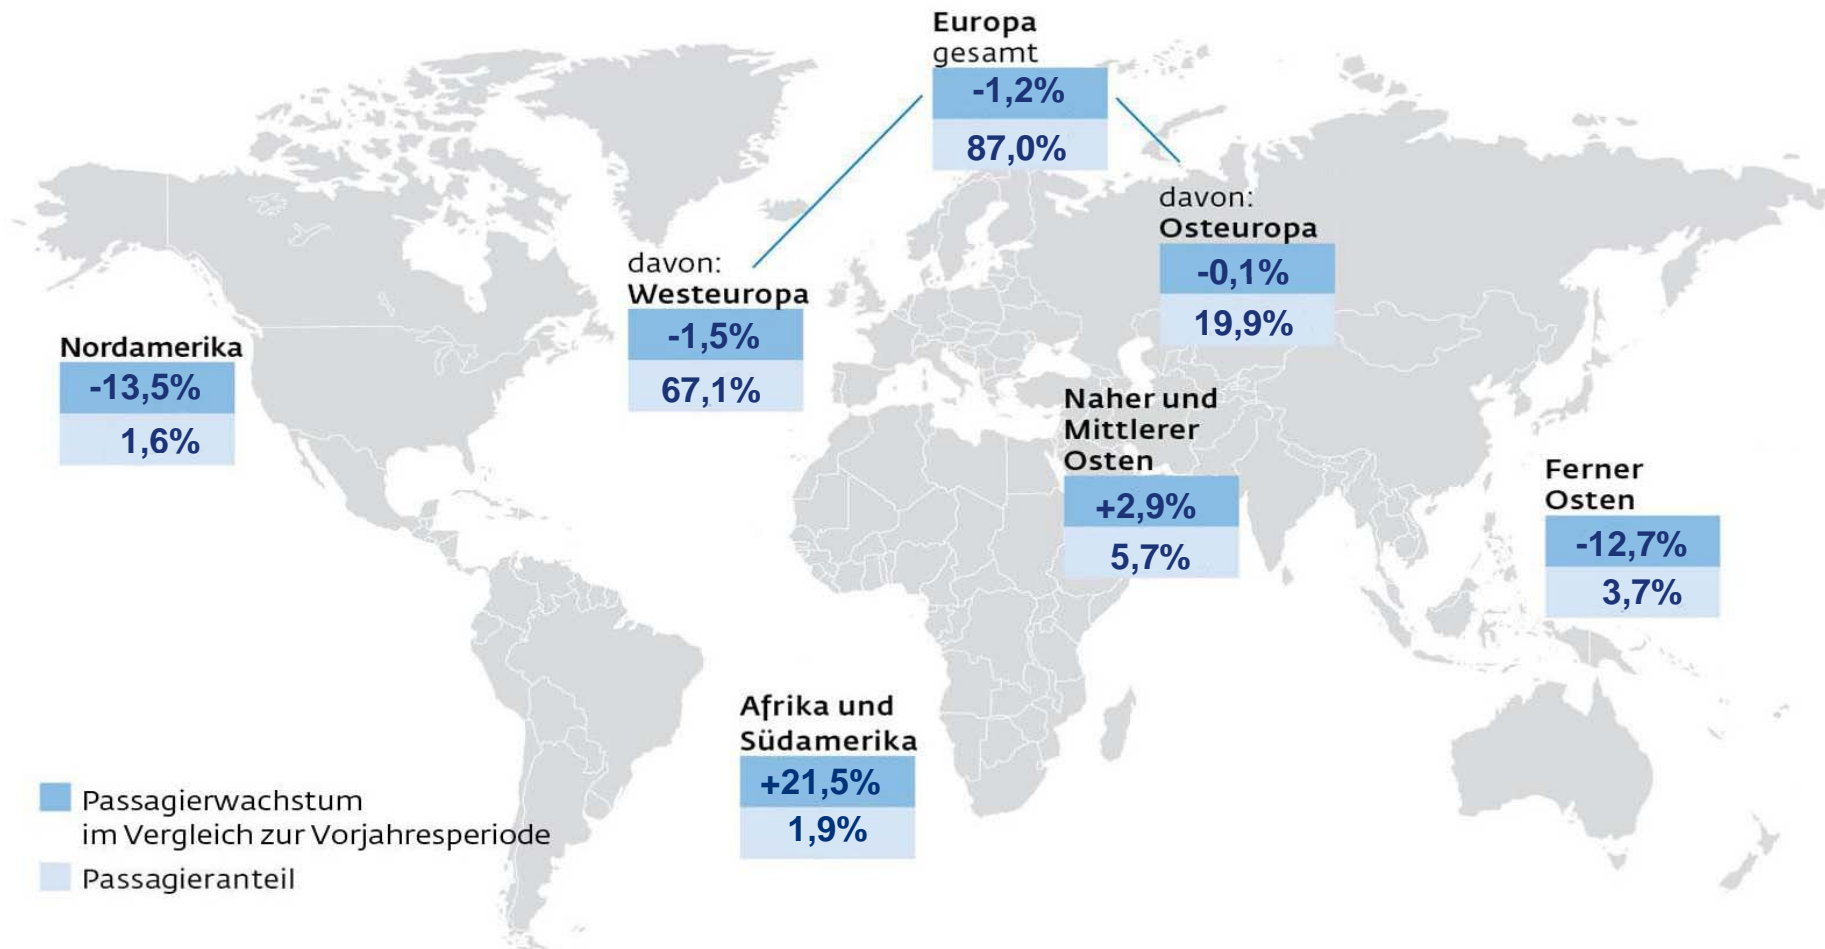 Europa
gesamt
-1,2%
87,0%
davon:
Osteuropa
-0,1%
19,9%
davon:
Westeuropa
-1,5%
67,1%
Nordamerika
-13,5%
1,6%
Naher und
Mittlerer
Osten
+2,9%
5,7%
Ferner
Osten
-12,7%
3,7%
Afrika und
Südamerika
+21,5%
1,9%
Passagierwachstum
im Vergleich zur Vorjahresperiode
Passagieranteil